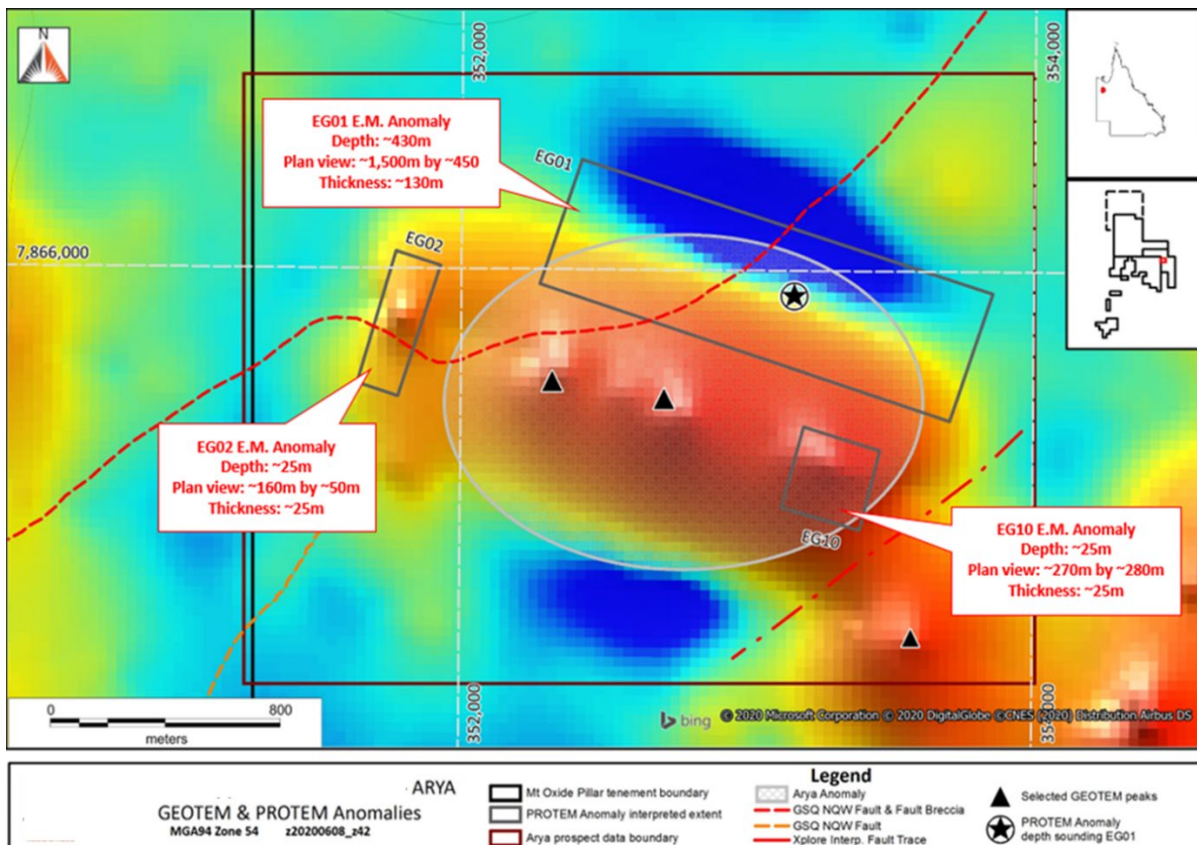 N
352,000
354,000
EG01 E.M. Anomaly
Depth: ~430m
Plan view: ~1,500m by ~450
Thickness: ~130m
EG01
EG02
7,866,000
EG02 E.M. Anomaly
Depth: ~25m
Plan view: ~160m by ~50m
Thickness: ~25m
EG10
EG10 E.M. Anomaly
Depth: ~25m
Plan view: ~270m by ~280m
Thickness: ~25m
0 800
meters
352,000
354,000
bing © 2020 Microsoft Corporation © 2020 DigitalGlobe ©CNES (2020) Distribution Airbus DS
ARYA
GEOTEM & PROTEM Anomalies
MGA94 Zone 54 z20200608_z42
Legend
Mt Oxide Pillar tenement boundary
PROTEM Anomaly interpreted extent
Arya prospect data boundary
Arya Anomaly
GSQ NQW Fault & Fault Breccia
GSQ NQW Fault
Xplore Interp. Fault Trace
Selected GEOTEM peaks
PROTEM Anomaly
depth sounding EG01